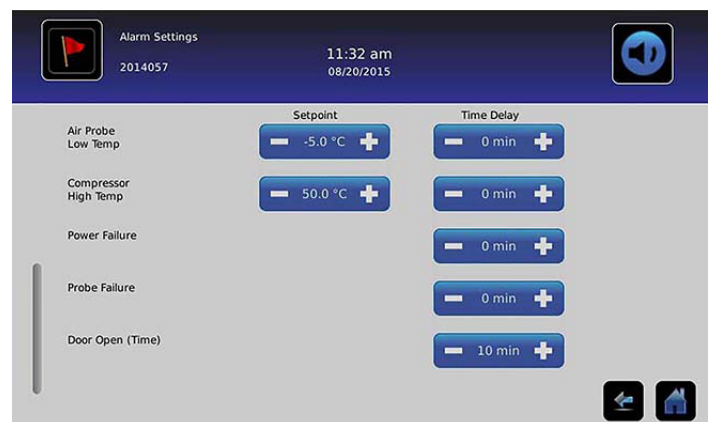 Alarm Settings
2014057
11:32 am
08/20/2015
Setpoint
Time Delay
Air Probe
Low Temp
-5.0 °C
0 min
Compressor
High Temp
50.0 °C
0 min
Power Failure
0 min
Probe Failure
0 min
Door Open (Time)
10 min